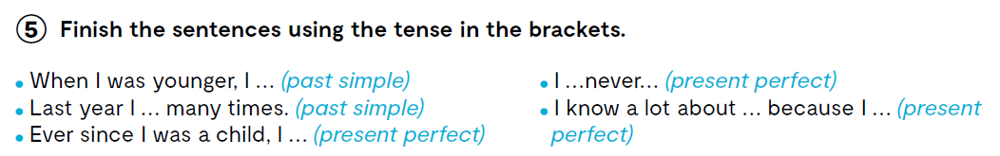 5 Finish the sentences using the tense in the brackets.
• When I was younger, I ... (past simple)
• Last year I ... many times. (past simple)
• Ever since I was a child, I ... (present perfect)
• I ...never... (present perfect)
• I know a lot about ... because I ... (present
perfect)